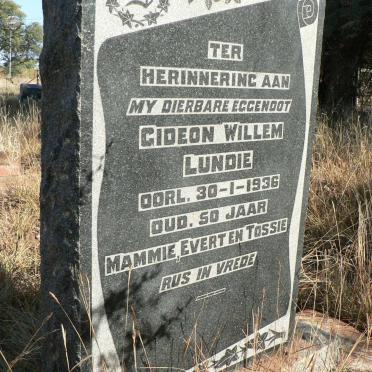 TER
HERINNERING AAN
MY DIERBARE EGGENOOT
GIDEON WILLEM
LUNDIE
OORL. 30-1-1936
OUD. 50 JAAR
MAMMIE, EVERT EN TOSSIE
RUS IN VREDE